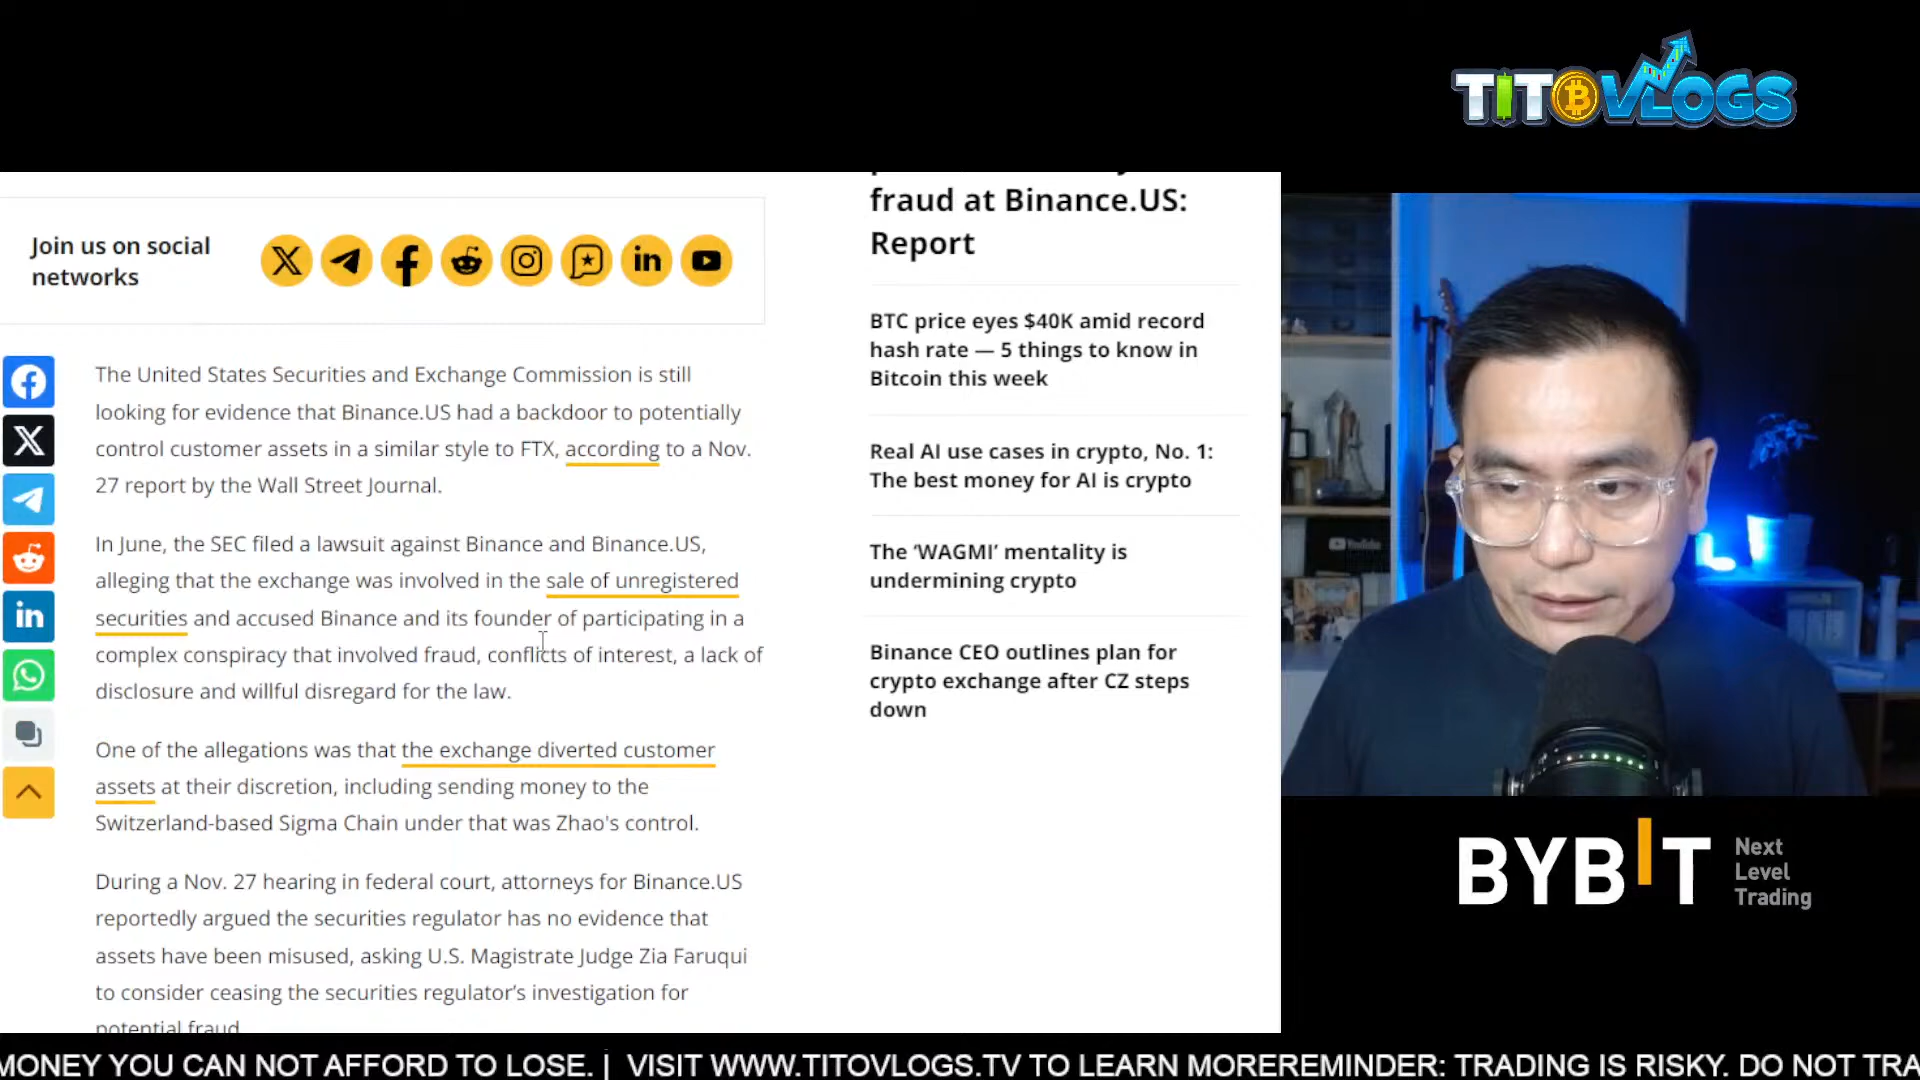 TITOVLOGS
fraud at Binance.US:
Report
Join us on social
networks
BTC price eyes $40K amid record
hash rate — 5 things to know in
Bitcoin this week
Real AI use cases in crypto, No. 1:
The best money for AI is crypto
The ‘WAGMI’ mentality is
undermining crypto
Binance CEO outlines plan for
crypto exchange after CZ steps
down
The United States Securities and Exchange Commission is still
looking for evidence that Binance.US had a backdoor to potentially
control customer assets in a similar style to FTX, according to a Nov.
27 report by the Wall Street Journal.
In June, the SEC filed a lawsuit against Binance and Binance.US,
alleging that the exchange was involved in the sale of unregistered
securities and accused Binance and its founder of participating in a
complex conspiracy that involved fraud, conflicts of interest, a lack of
disclosure and willful disregard for the law.
One of the allegations was that the exchange diverted customer
assets at their discretion, including sending money to the
Switzerland-based Sigma Chain under that was Zhao's control.
During a Nov. 27 hearing in federal court, attorneys for Binance.US
reportedly argued the securities regulator has no evidence that
assets have been misused, asking U.S. Magistrate Judge Zia Faruqui
to consider ceasing the securities regulator’s investigation for
potential fraud.
YouTube
BYBIT
Next
Level
Trading
MONEY YOU CAN NOT AFFORD TO LOSE. | VISIT WWW.TITOVLOGS.TV TO LEARN MOREREMINDER: TRADING IS RISKY. DO NOT TRA